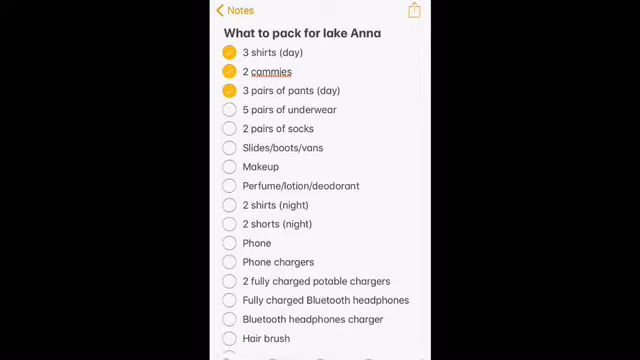 Notes
What to pack for lake Anna
3 shirts (day)
2 cammies
3 pairs of pants (day)
5 pairs of underwear
2 pairs of socks
Slides/boots/vans
Makeup
Perfume/lotion/deodorant
2 shirts (night)
2 shorts (night)
Phone
Phone chargers
2 fully charged potable chargers
Fully charged Bluetooth headphones
Bluetooth headphones charger
Hair brush